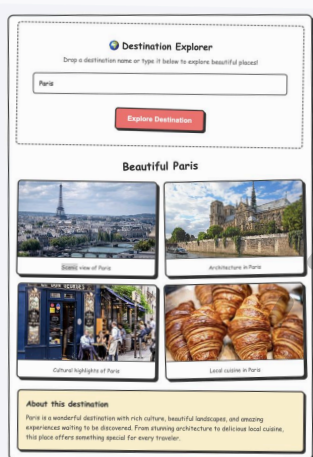 Destination Explorer
Drop a destination name or type it below to explore beautiful places!
Paris
Explore Destination
Beautiful Paris
Scenic view of Paris
Architecture in Paris
Cultural highlights of Paris
Local cuisine in Paris
About this destination
Paris is a wonderful destination with rich culture, beautiful landscapes, and amazing
experiences waiting to be discovered. From stunning architecture to delicious local cuisine,
this place offers something special for every traveler.